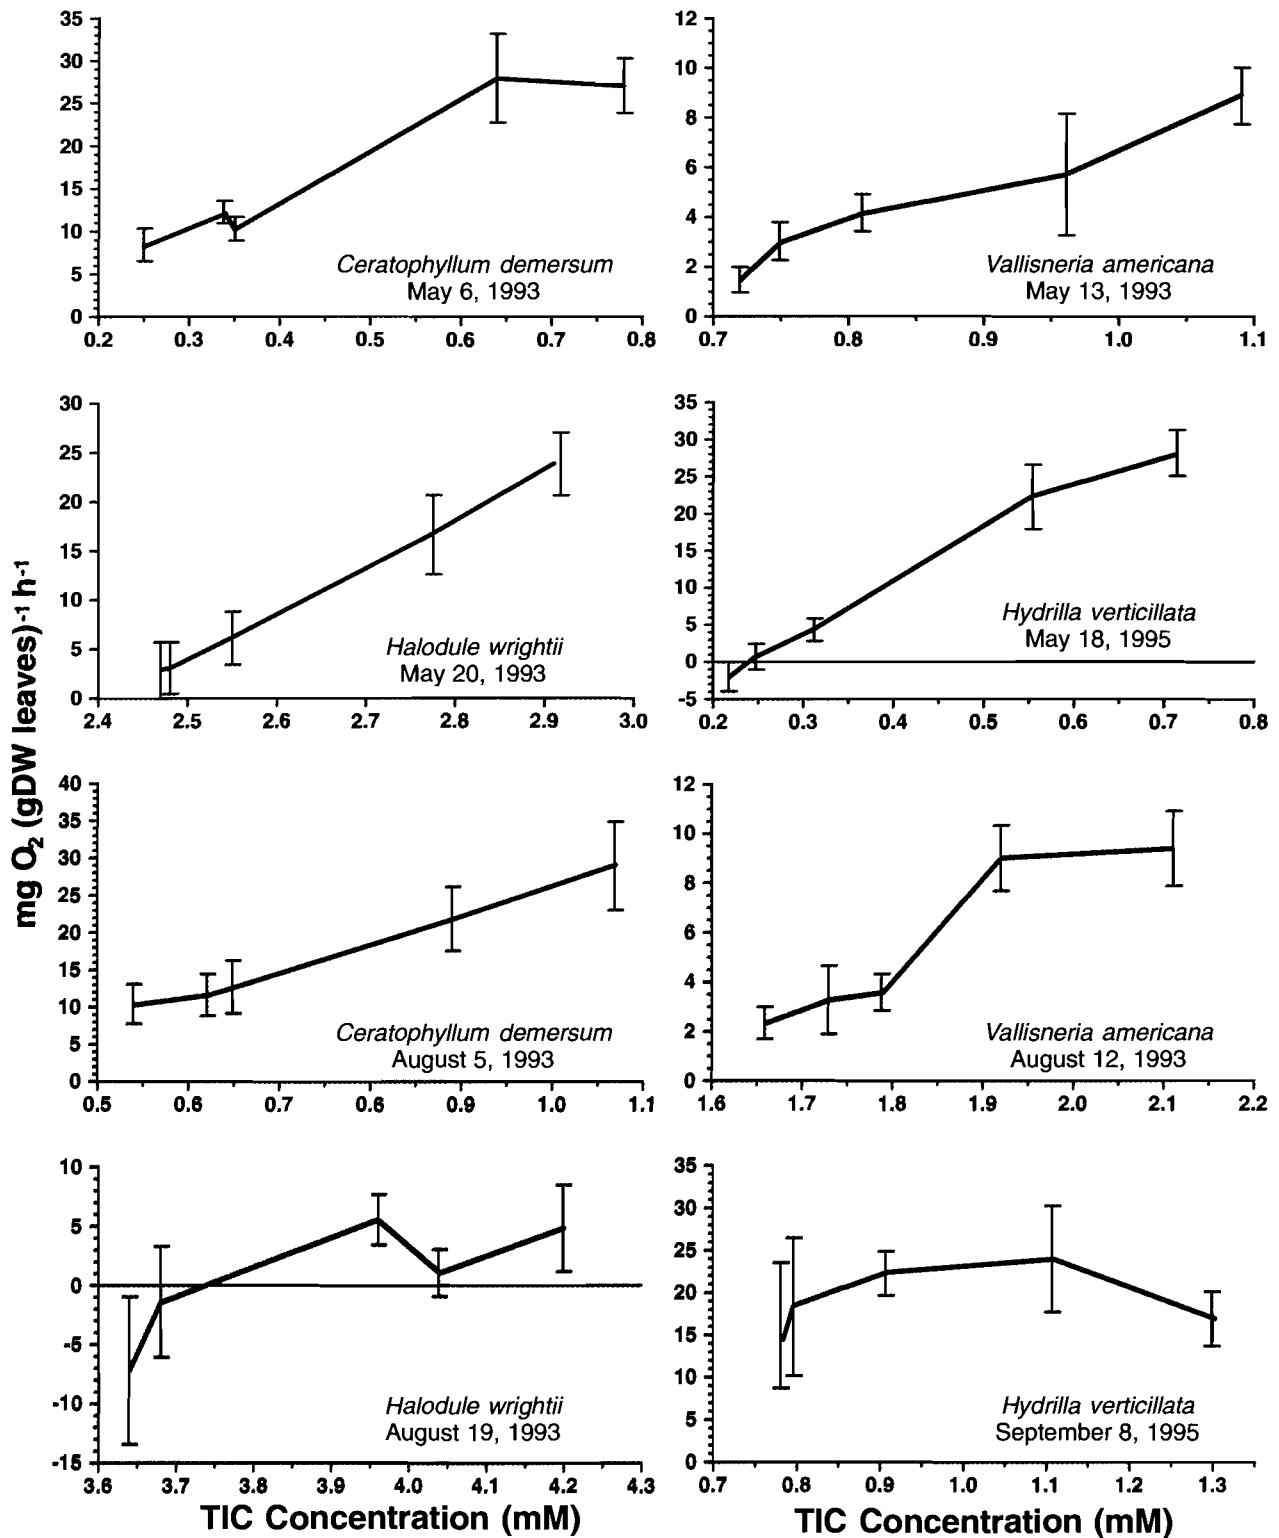 mg O₂ (gDW leaves)⁻¹ h⁻¹
35
30
25
20
15
10
5
0
0.2 0.3 0.4 0.5 0.6 0.7 0.8
Ceratophyllum demersum
May 6, 1993
12
10
8
6
4
2
0
0.7 0.8 0.9 1.0 1.1
Vallisneria americana
May 13, 1993
30
25
20
15
10
5
0
2.4 2.5 2.6 2.7 2.8 2.9 3.0
Halodule wrightii
May 20, 1993
35
30
25
20
15
10
5
0
-5
0.2 0.3 0.4 0.5 0.6 0.7 0.8
Hydrilla verticillata
May 18, 1995
40
35
30
25
20
15
10
5
0
0.5 0.6 0.7 0.8 0.9 1.0 1.1
Ceratophyllum demersum
August 5, 1993
12
10
8
6
4
2
0
1.6 1.7 1.8 1.9 2.0 2.1 2.2
Vallisneria americana
August 12, 1993
10
5
0
-5
-10
-15
3.6 3.7 3.8 3.9 4.0 4.1 4.2 4.3
Halodule wrightii
August 19, 1993
TIC Concentration (mM)
35
30
25
20
15
10
5
0
0.7 0.8 0.9 1.0 1.1 1.2 1.3
Hydrilla verticillata
September 8, 1995
TIC Concentration (mM)